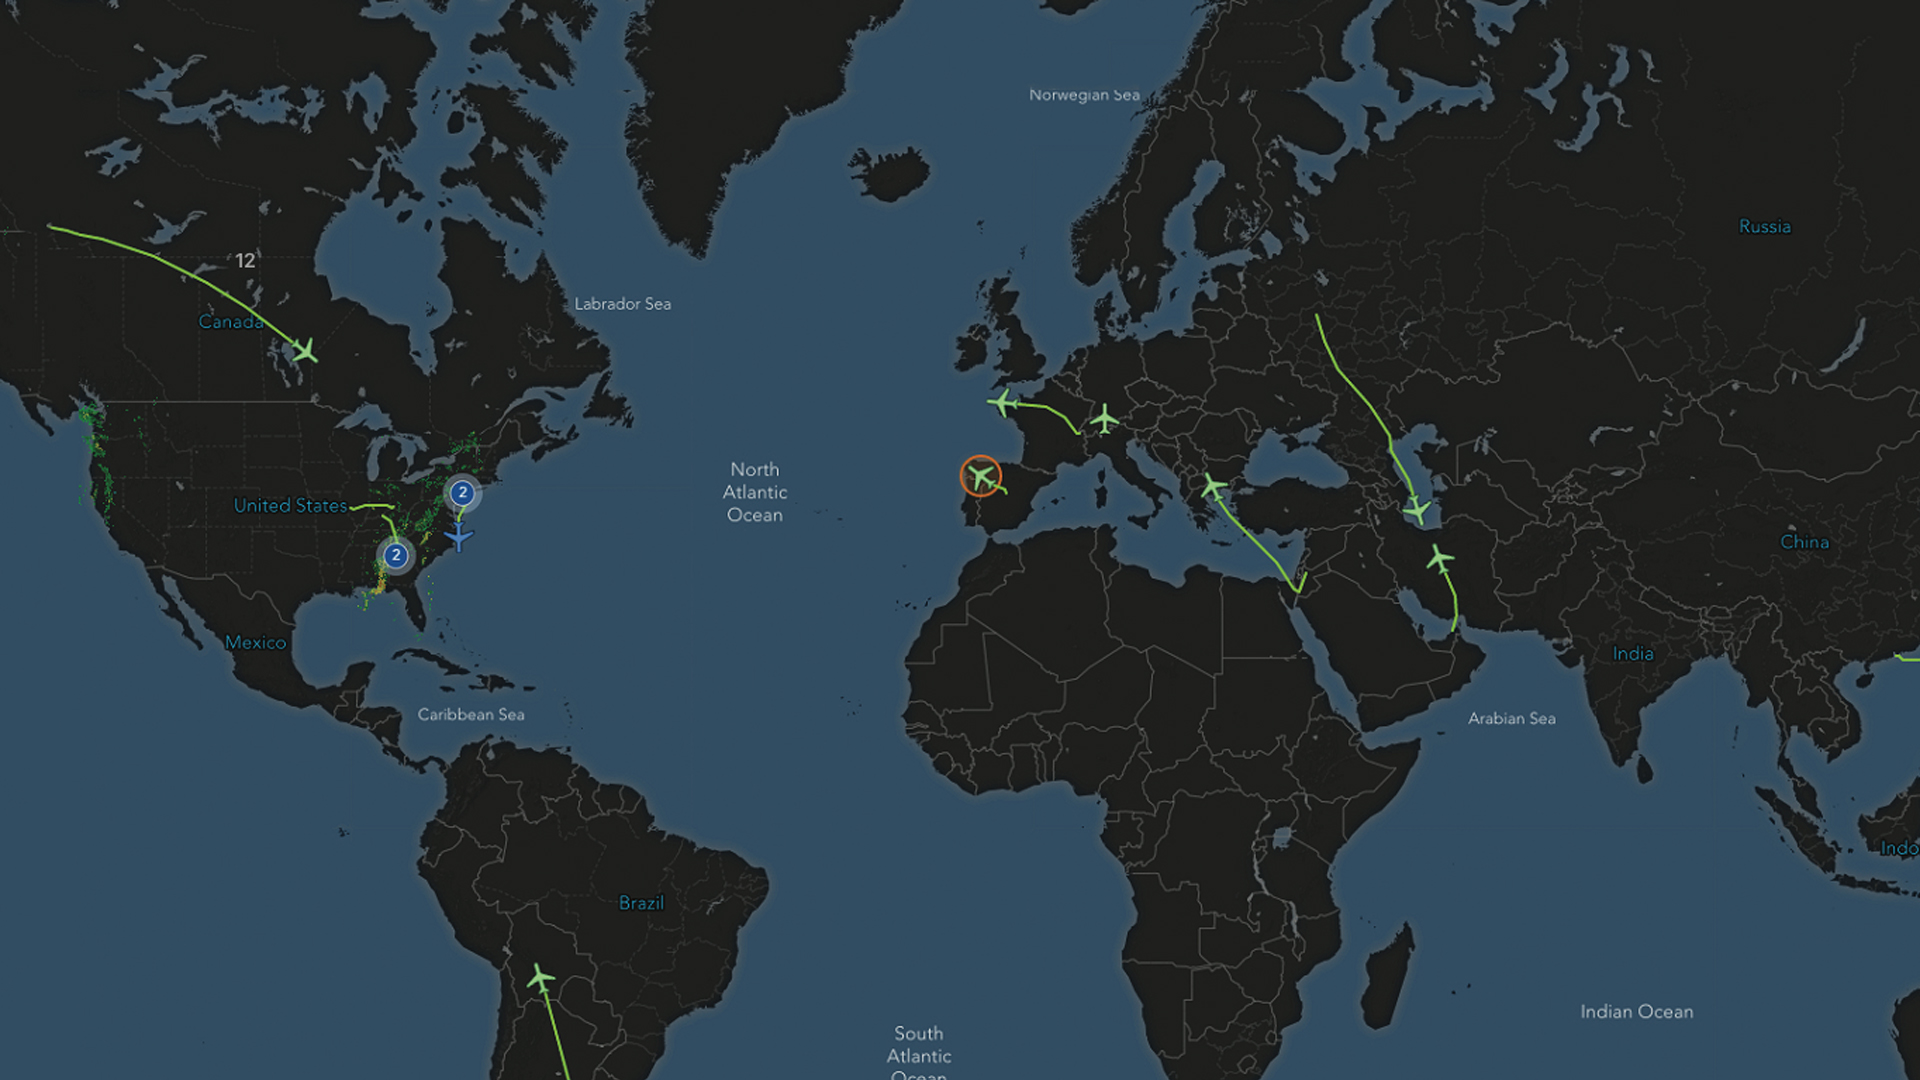 Norwegian Sea
Russia
12
Labrador Sea
Canada
North
Atlantic
Ocean
2
United States
China
2
Mexico
India
Caribbean Sea
Arabian Sea
Indo
Brazil
Indian Ocean
South
Atlantic
Ocean